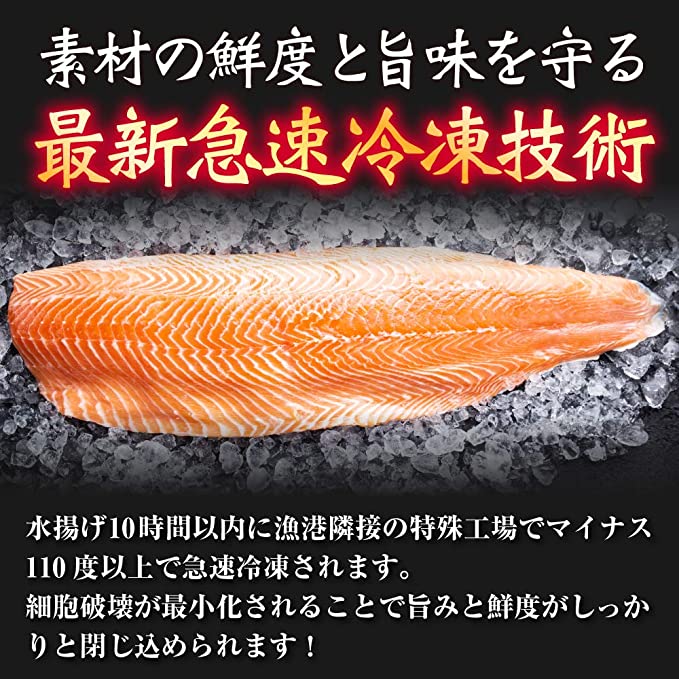 素材の鮮度と旨味を守る
最新急速冷凍技術
水揚げ10時間以内に漁港隣接の特殊工場でマイナス
110度以上で急速冷凍されます。
細胞破壊が最小化されることで旨みと鮮度がしっか
りと閉じ込められます！